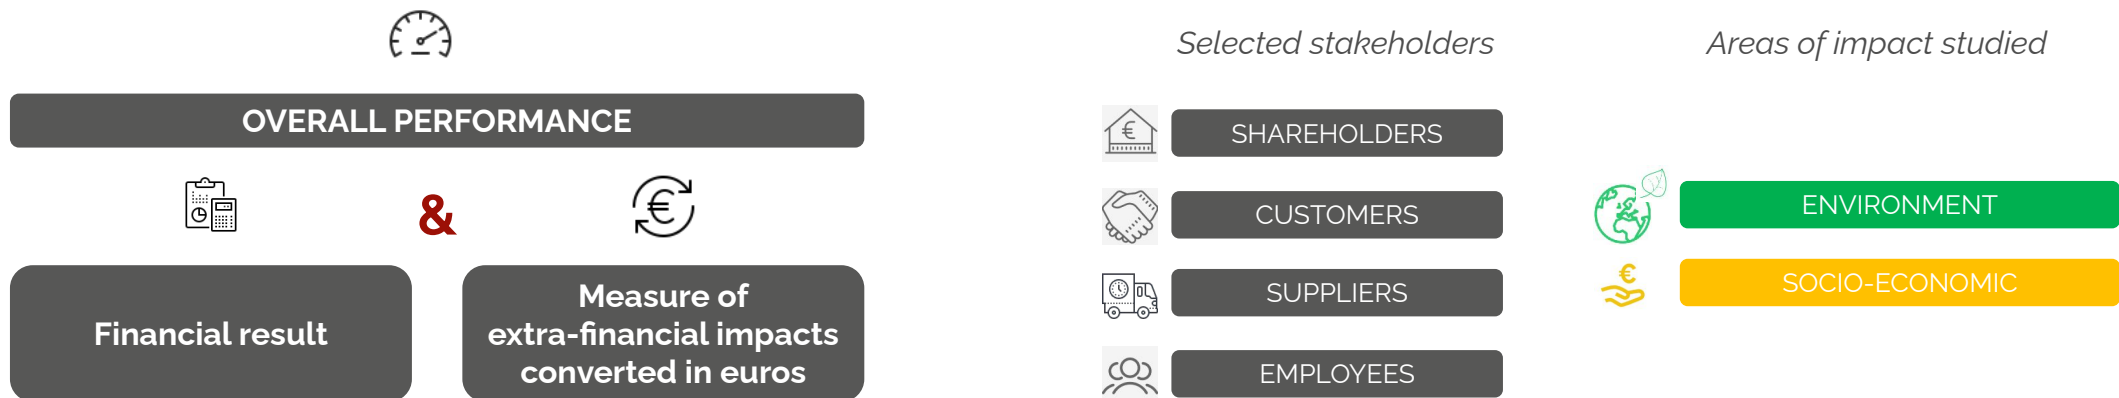 OVERALL PERFORMANCE
&
Financial result
Measure of
extra-financial impacts
converted in euros
Selected stakeholders
SHAREHOLDERS
CUSTOMERS
SUPPLIERS
EMPLOYEES
Areas of impact studied
ENVIRONMENT
SOCIO-ECONOMIC